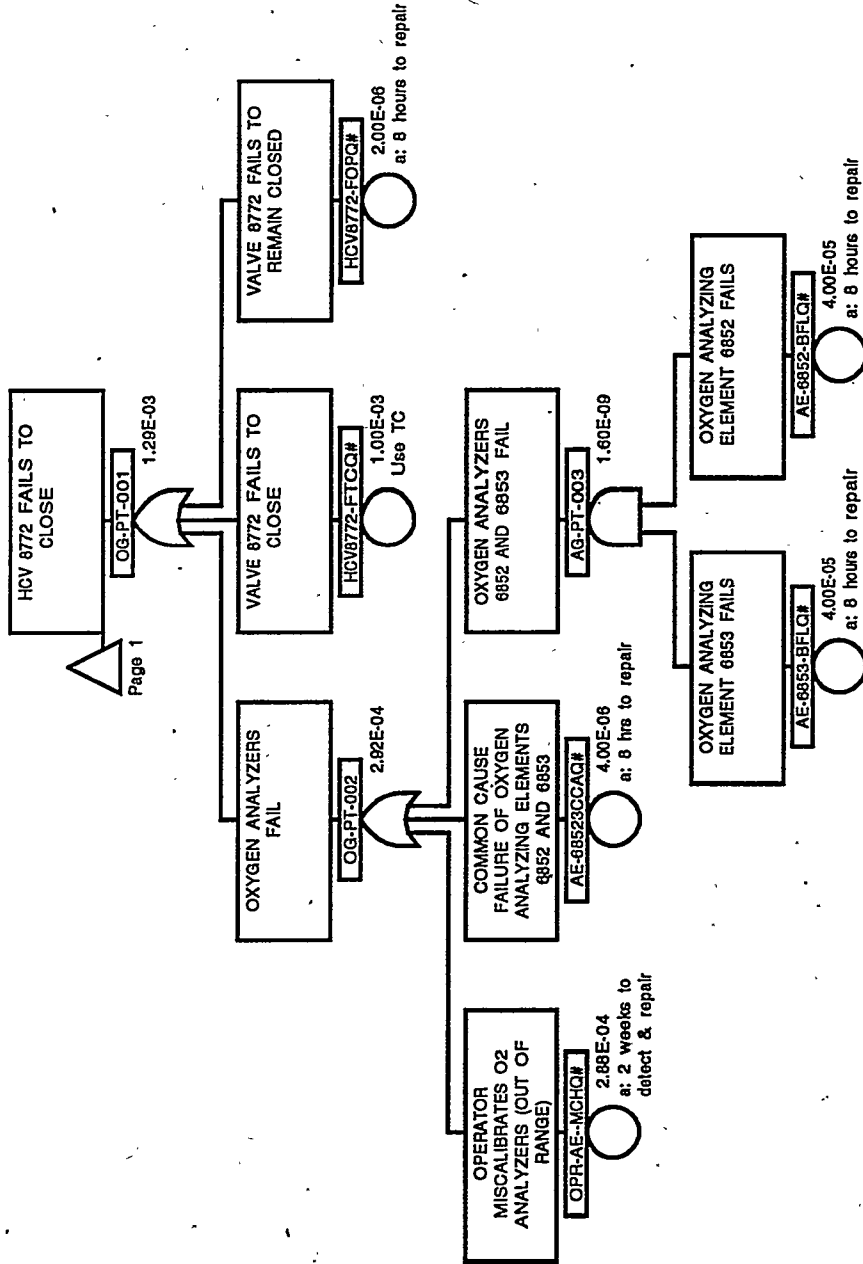 HCV 8772 FAILS TO
CLOSE
OG-PT-001
1.29E-03
Page 1
OXYGEN ANALYZERS
FAIL
OG-PT-002
2.92E-04
VALVE 8772 FAILS TO
CLOSE
HCV8772-FTCQ#
1.00E-03
Use TC
VALVE 8772 FAILS TO
REMAIN CLOSED
HCV8772-FOPQ#
2.00E-06
a: 8 hours to repair
OPERATOR
MISCALIBRATES O2
ANALYZERS (OUT OF
RANGE)
OPR-AE--MCHQ#
2.88E-04
a: 2 weeks to
detect & repair
COMMON CAUSE
FAILURE OF OXYGEN
ANALYZING ELEMENTS
6852 AND 6853
AE-68523CCAQ#
4.00E-06
a: 8 hrs to repair
OXYGEN ANALYZERS
6852 AND 6853 FAIL
AG-PT-003
1.60E-09
OXYGEN ANALYZING
ELEMENT 6853 FAILS
AE-6853-BFLQ#
4.00E-05
a: 8 hours to repair
OXYGEN ANALYZING
ELEMENT 6852 FAILS
AE-6852-BFLQ#
4.00E-05
a: 8 hours to repair